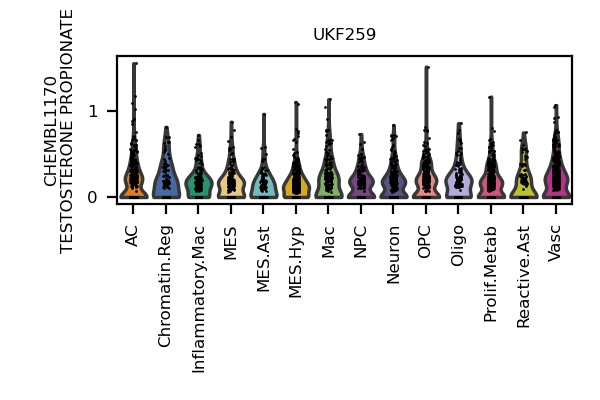 UKF259
CHEMBL1170
TESTOSTERONE PROPIONATE
1
0
AC
Chromatin.Reg
Inflammatory.Mac
MES
MES.Ast
MES.Hyp
Mac
NPC
Neuron
OPC
Oligo
Prolif.Metab
Reactive.Ast
Vasc